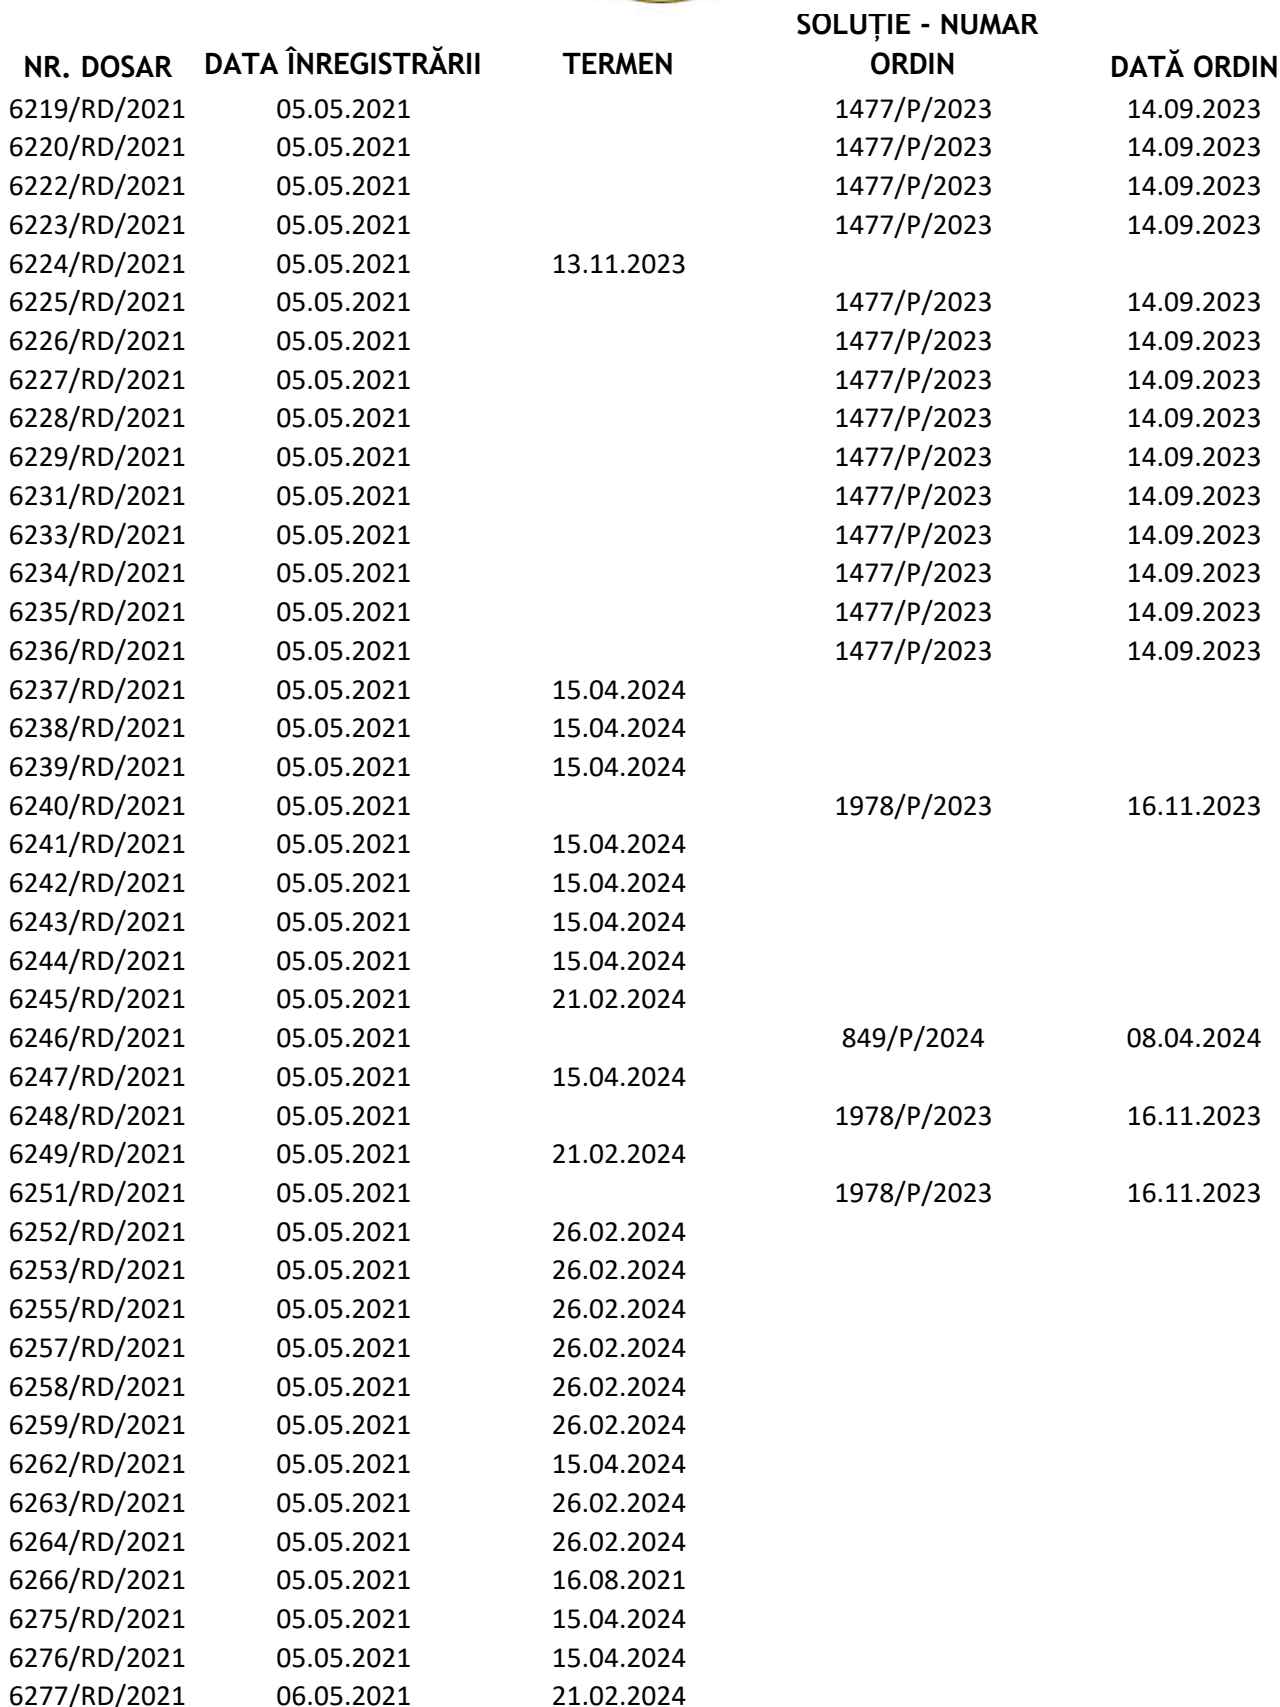 SOLUȚIE - NUMAR
NR. DOSAR DATA ÎNREGISTRĂRII TERMEN ORDIN DATĂ ORDIN
6219/RD/2021 05.05.2021 1477/P/2023 14.09.2023
6220/RD/2021 05.05.2021 1477/P/2023 14.09.2023
6222/RD/2021 05.05.2021 1477/P/2023 14.09.2023
6223/RD/2021 05.05.2021 1477/P/2023 14.09.2023
6224/RD/2021 05.05.2021 13.11.2023
6225/RD/2021 05.05.2021 1477/P/2023 14.09.2023
6226/RD/2021 05.05.2021 1477/P/2023 14.09.2023
6227/RD/2021 05.05.2021 1477/P/2023 14.09.2023
6228/RD/2021 05.05.2021 1477/P/2023 14.09.2023
6229/RD/2021 05.05.2021 1477/P/2023 14.09.2023
6231/RD/2021 05.05.2021 1477/P/2023 14.09.2023
6233/RD/2021 05.05.2021 1477/P/2023 14.09.2023
6234/RD/2021 05.05.2021 1477/P/2023 14.09.2023
6235/RD/2021 05.05.2021 1477/P/2023 14.09.2023
6236/RD/2021 05.05.2021 1477/P/2023 14.09.2023
6237/RD/2021 05.05.2021 15.04.2024
6238/RD/2021 05.05.2021 15.04.2024
6239/RD/2021 05.05.2021 15.04.2024
6240/RD/2021 05.05.2021 1978/P/2023 16.11.2023
6241/RD/2021 05.05.2021 15.04.2024
6242/RD/2021 05.05.2021 15.04.2024
6243/RD/2021 05.05.2021 15.04.2024
6244/RD/2021 05.05.2021 15.04.2024
6245/RD/2021 05.05.2021 21.02.2024
6246/RD/2021 05.05.2021 849/P/2024 08.04.2024
6247/RD/2021 05.05.2021 15.04.2024
6248/RD/2021 05.05.2021 1978/P/2023 16.11.2023
6249/RD/2021 05.05.2021 21.02.2024
6251/RD/2021 05.05.2021 1978/P/2023 16.11.2023
6252/RD/2021 05.05.2021 26.02.2024
6253/RD/2021 05.05.2021 26.02.2024
6255/RD/2021 05.05.2021 26.02.2024
6257/RD/2021 05.05.2021 26.02.2024
6258/RD/2021 05.05.2021 26.02.2024
6259/RD/2021 05.05.2021 26.02.2024
6262/RD/2021 05.05.2021 15.04.2024
6263/RD/2021 05.05.2021 26.02.2024
6264/RD/2021 05.05.2021 26.02.2024
6266/RD/2021 05.05.2021 16.08.2021
6275/RD/2021 05.05.2021 15.04.2024
6276/RD/2021 05.05.2021 15.04.2024
6277/RD/2021 06.05.2021 21.02.2024